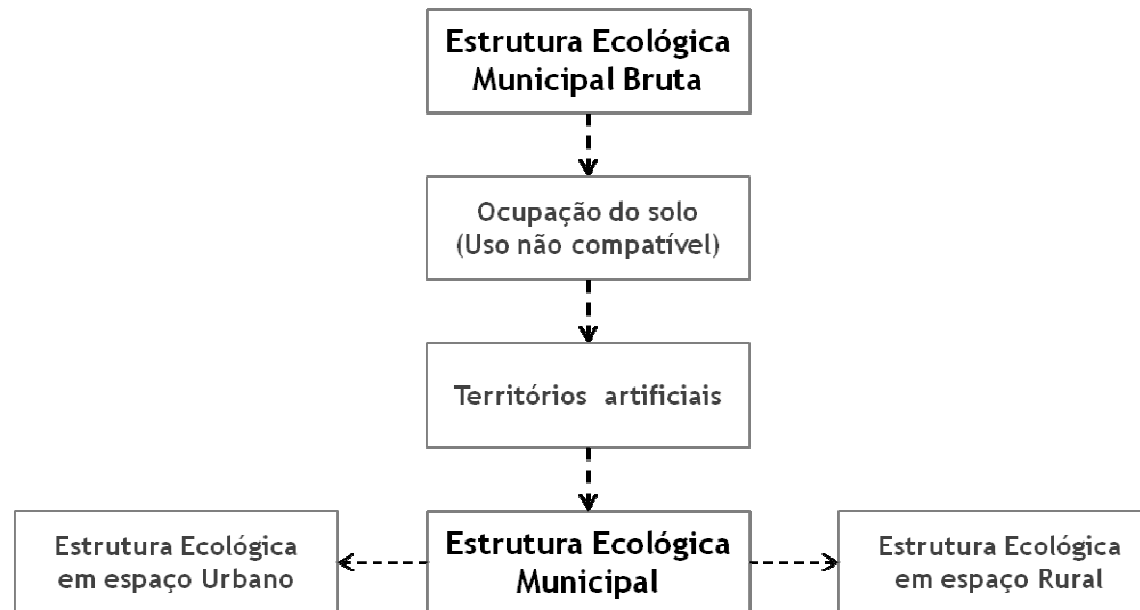 Estrutura Ecológica
Municipal Bruta
Ocupação do solo
(Uso não compatível)
Territórios artificiais
Estrutura Ecológica
em espaço Urbano
Estrutura Ecológica
Municipal
Estrutura Ecológica
em espaço Rural